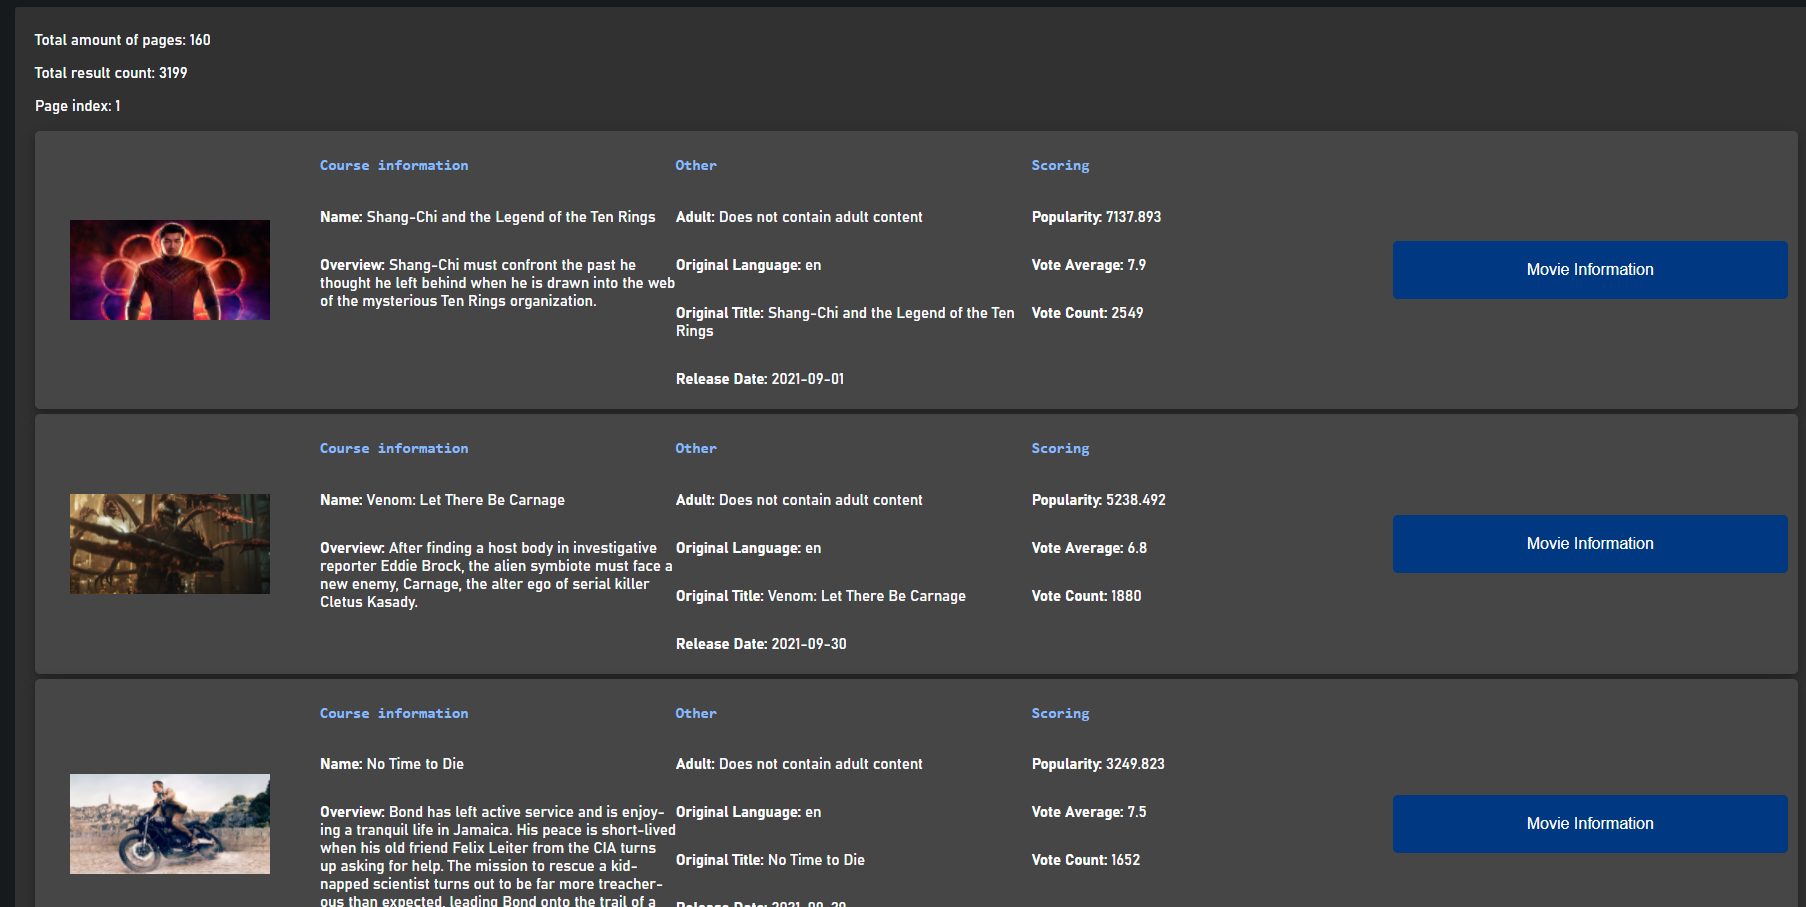 Total amount of pages: 160
Total result count: 3199
Page index: 1
Course information
Name: Shang-Chi and the Legend of the Ten Rings
Overview: Shang-Chi must confront the past he
thought he left behind when he is drawn into the web
of the mysterious Ten Rings organization.
Other
Adult: Does not contain adult content
Original Language: en
Original Title: Shang-Chi and the Legend of the Ten
Rings
Release Date: 2021-09-01
Scoring
Popularity: 7137.893
Vote Average: 7.9
Vote Count: 2549
Movie Information
Course information
Name: Venom: Let There Be Carnage
Overview: After finding a host body in investigative
reporter Eddie Brock, the alien symbiote must face a
new enemy, Carnage, the alter ego of serial killer
Cletus Kasady.
Other
Adult: Does not contain adult content
Original Language: en
Original Title: Venom: Let There Be Carnage
Release Date: 2021-09-30
Scoring
Popularity: 5238.492
Vote Average: 6.8
Vote Count: 1880
Movie Information
Course information
Name: No Time to Die
Overview: Bond has left active service and is enjoy-
ing a tranquil life in Jamaica. His peace is short-lived
when his old friend Felix Leiter from the CIA turns
up asking for help. The mission to rescue a kid-
napped scientist turns out to be far more treacher-
ous than expected, leading Bond onto the trail of a
Other
Adult: Does not contain adult content
Original Language: en
Original Title: No Time to Die
Release Date:
Scoring
Popularity: 3249.823
Vote Average: 7.5
Vote Count: 1652
Movie Information